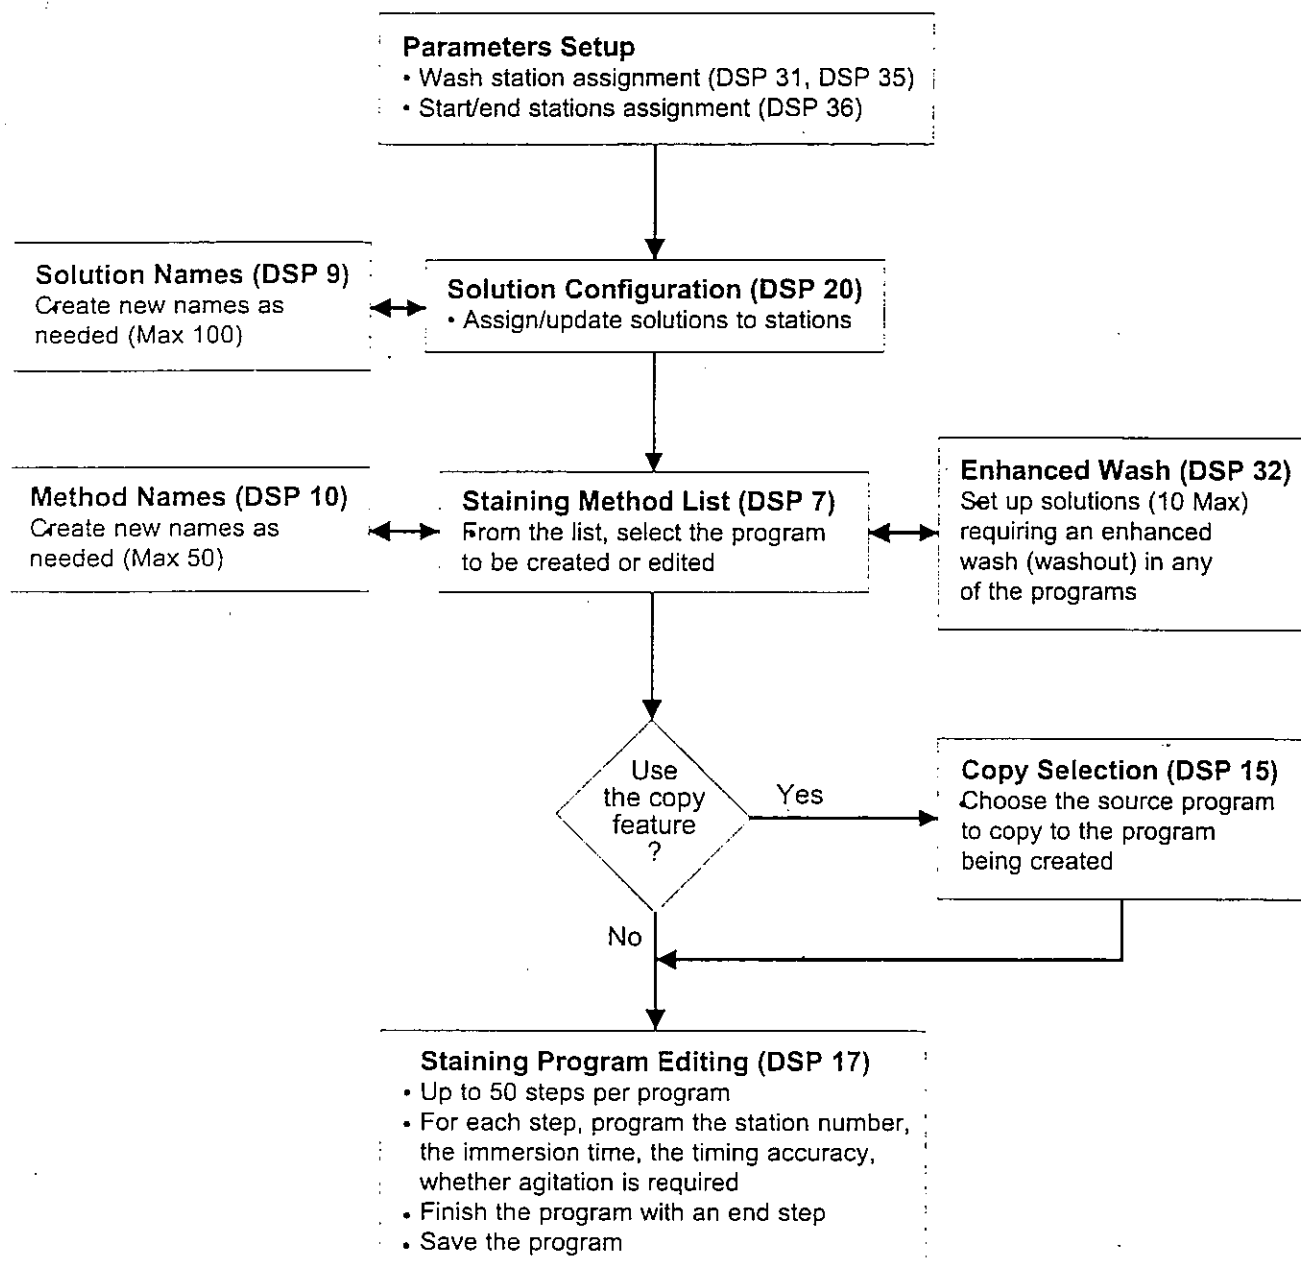 Parameters Setup
• Wash station assignment (DSP 31, DSP 35)
• Start/end stations assignment (DSP 36)
Solution Names (DSP 9)
Create new names as
needed (Max 100)
Solution Configuration (DSP 20)
• Assign/update solutions to stations
Method Names (DSP 10)
Create new names as
needed (Max 50)
Staining Method List (DSP 7)
From the list, select the program
to be created or edited
Enhanced Wash (DSP 32)
Set up solutions (10 Max)
requiring an enhanced
wash (washout) in any
of the programs
Use
the copy
feature
?
Yes
No
Copy Selection (DSP 15)
Choose the source program
to copy to the program
being created
Staining Program Editing (DSP 17)
• Up to 50 steps per program
• For each step, program the station number,
the immersion time, the timing accuracy,
whether agitation is required
• Finish the program with an end step
• Save the program